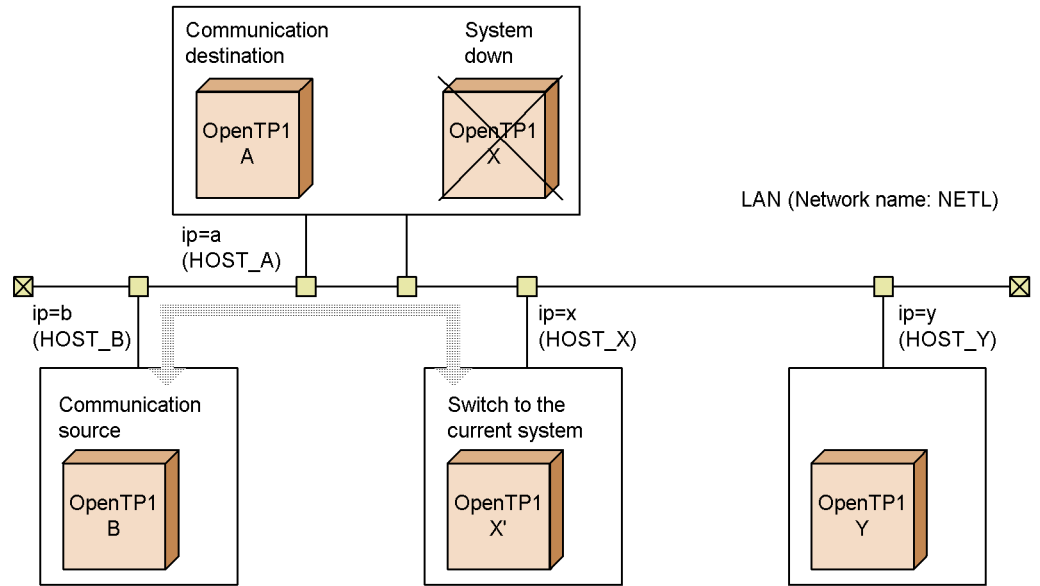 Communication
destination
System
down
OpenTP1
A
OpenTP1
X
LAN (Network name: NETL)
ip=a
(HOST_A)
ip=b
(HOST_B)
ip=x
(HOST_X)
ip=y
(HOST_Y)
Communication
source
Switch to the
current system
OpenTP1
B
OpenTP1
X'
OpenTP1
Y